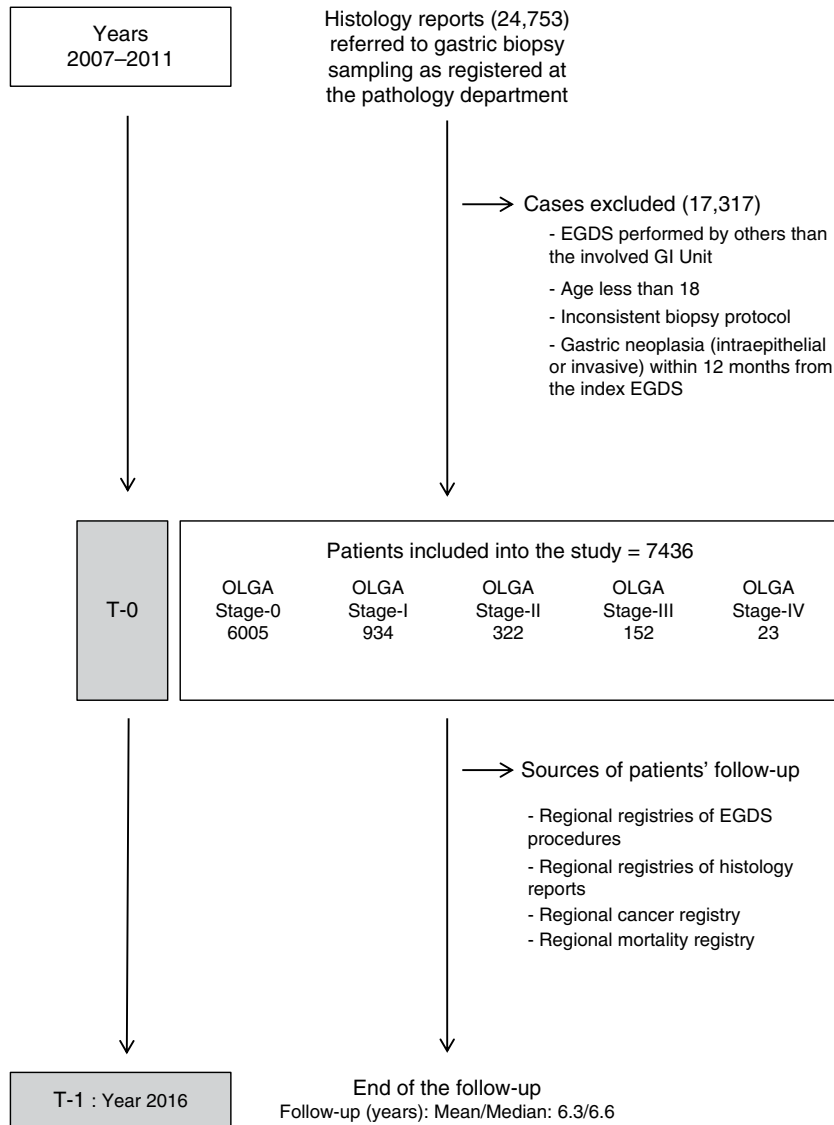 Years
2007–2011
Histology reports (24,753)
referred to gastric biopsy
sampling as registered at
the pathology department
Cases excluded (17,317)
- EGDS performed by others than
the involved GI Unit
- Age less than 18
- Inconsistent biopsy protocol
- Gastric neoplasia (intraepithelial
or invasive) within 12 months from
the index EGDS
T-0
Patients included into the study = 7436
OLGA
Stage-0
6005
OLGA
Stage-I
934
OLGA
Stage-II
322
OLGA
Stage-III
152
OLGA
Stage-IV
23
Sources of patients’ follow-up
- Regional registries of EGDS
procedures
- Regional registries of histology
reports
- Regional cancer registry
- Regional mortality registry
T-1 : Year 2016
End of the follow-up
Follow-up (years): Mean/Median: 6.3/6.6